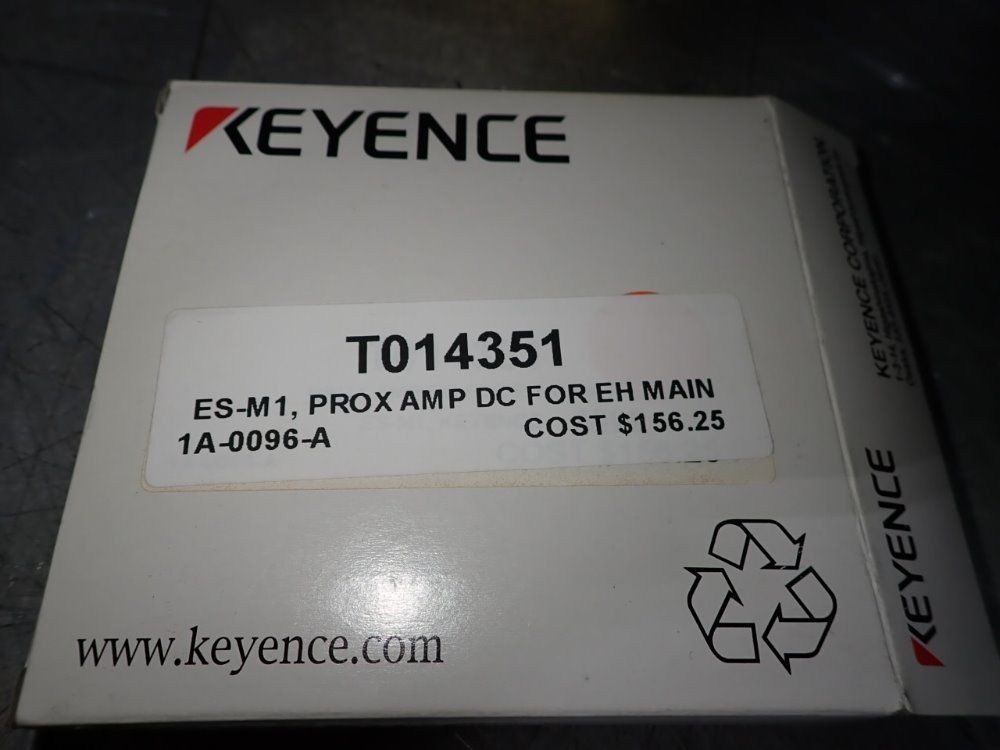 KEYENCE
T014351
ES-M1, PROX AMP DC FOR EH MAIN
1A-0096-A COST $156.25
COST
www.keyence.com
KEYENCE CORPORATION
KEYENCE